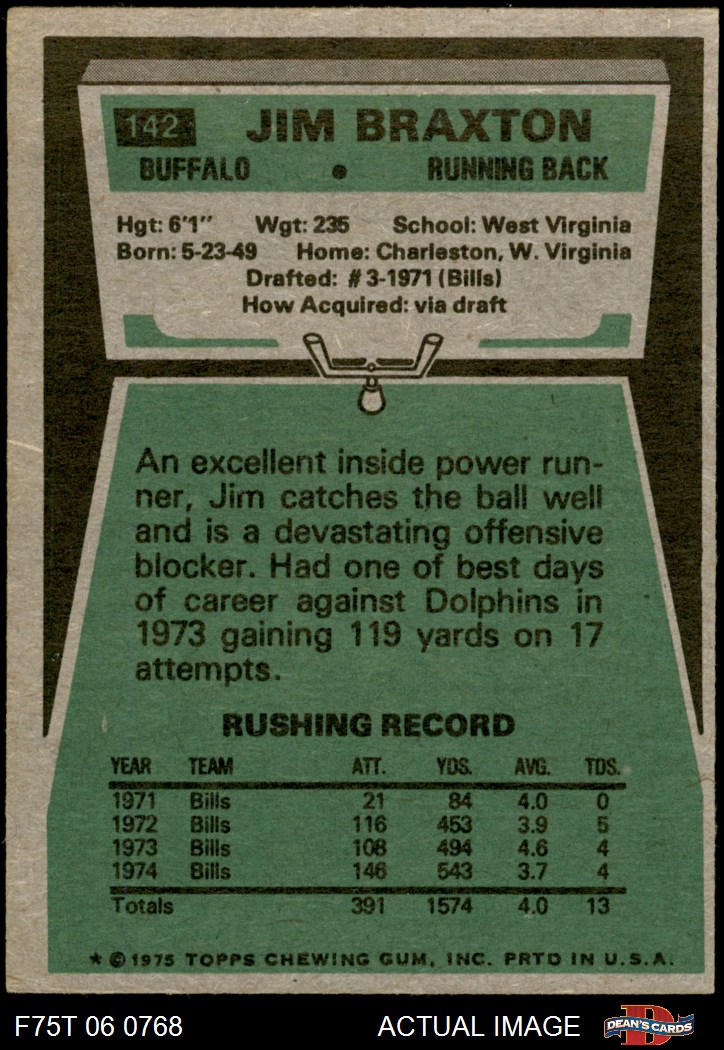 142 JIM BRAXTON
BUFFALO • RUNNING BACK
Hgt: 6'1" Wgt: 235 School: West Virginia
Born: 5-23-49 Home: Charleston, W. Virginia
Drafted: #3-1971 (Bills)
How Acquired: via draft
An excellent inside power run-
ner, Jim catches the ball well
and is a devastating offensive
blocker. Had one of best days
of career against Dolphins in
1973 gaining 119 yards on 17
attempts.
RUSHING RECORD
YEAR TEAM ATT. YDS. AVG. TDS.
1971 Bills 21 84 4.0 0
1972 Bills 116 453 3.9 5
1973 Bills 108 494 4.6 4
1974 Bills 146 543 3.7 4
Totals 391 1574 4.0 13
* © 1975 TOPPS CHEWING GUM, INC. PRTD IN U.S.A.
F75T 06 0768 ACTUAL IMAGE D DEAN'S CARDS